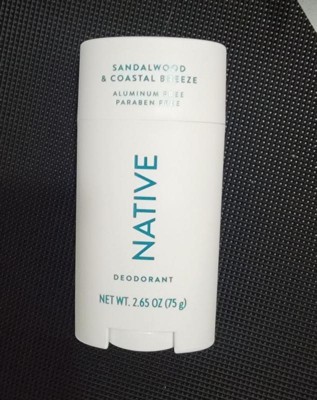 SANDALWOOD
& COASTAL BREEZE
ALUMINUM FREE
PARABEN FREE
NATIVE
DEODORANT
NET WT. 2.65 OZ (75 g)